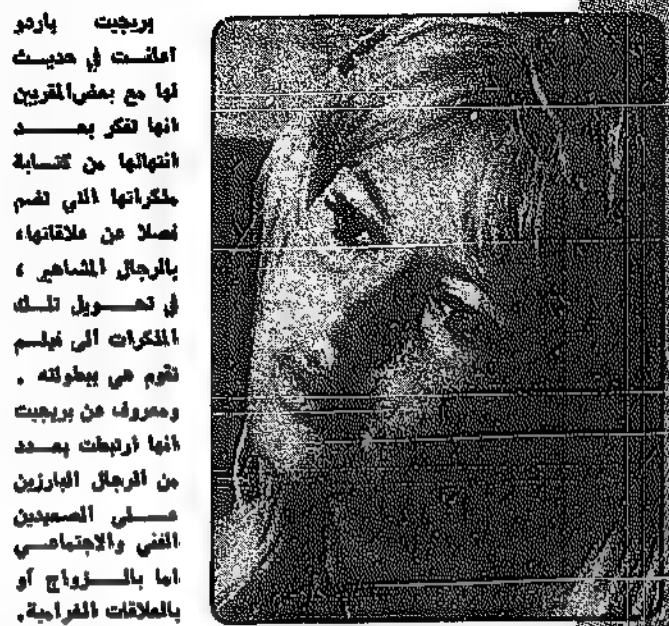 بريجيت باردو
أعلنت في حديث
لها مع بعض المقربين
انها تفكر بعد
انتهائها من كتابة
مذكراتها التي تضم
فصلا عن علاقاتها،
بالرجال المشاهير ،
في تحويل تلك
المذكرات الى فيلم
تقوم هي ببطولته .
ومعروف عن بريجيت
انها ارتبطت بعدد
من الرجال البارزين
على الصعيدين
الفني والاجتماعي
اما بالزواج أو
بالعلاقات الغرامية.